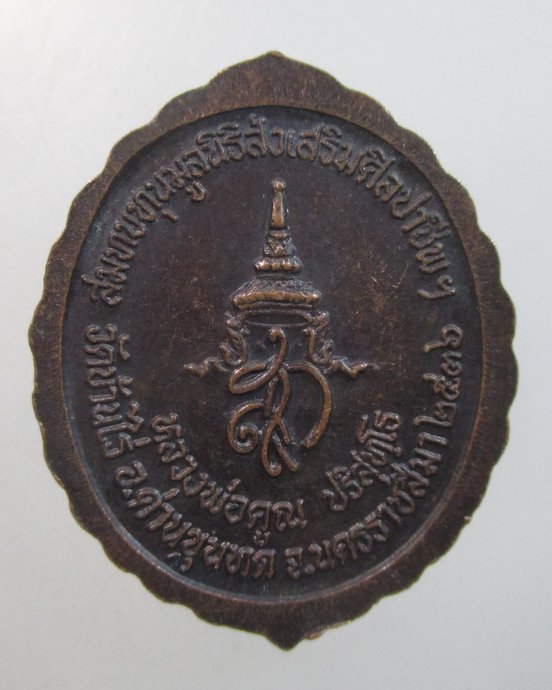 สมทบทุนมูลนิธิส่งเสริมศิลปาชีพฯ
หลวงพ่อคูณ ปริสุทฺโธ
วัดบ้านไร่ อ.ด่านขุนทด จ.นครราชสีมา ๒๕๓๖